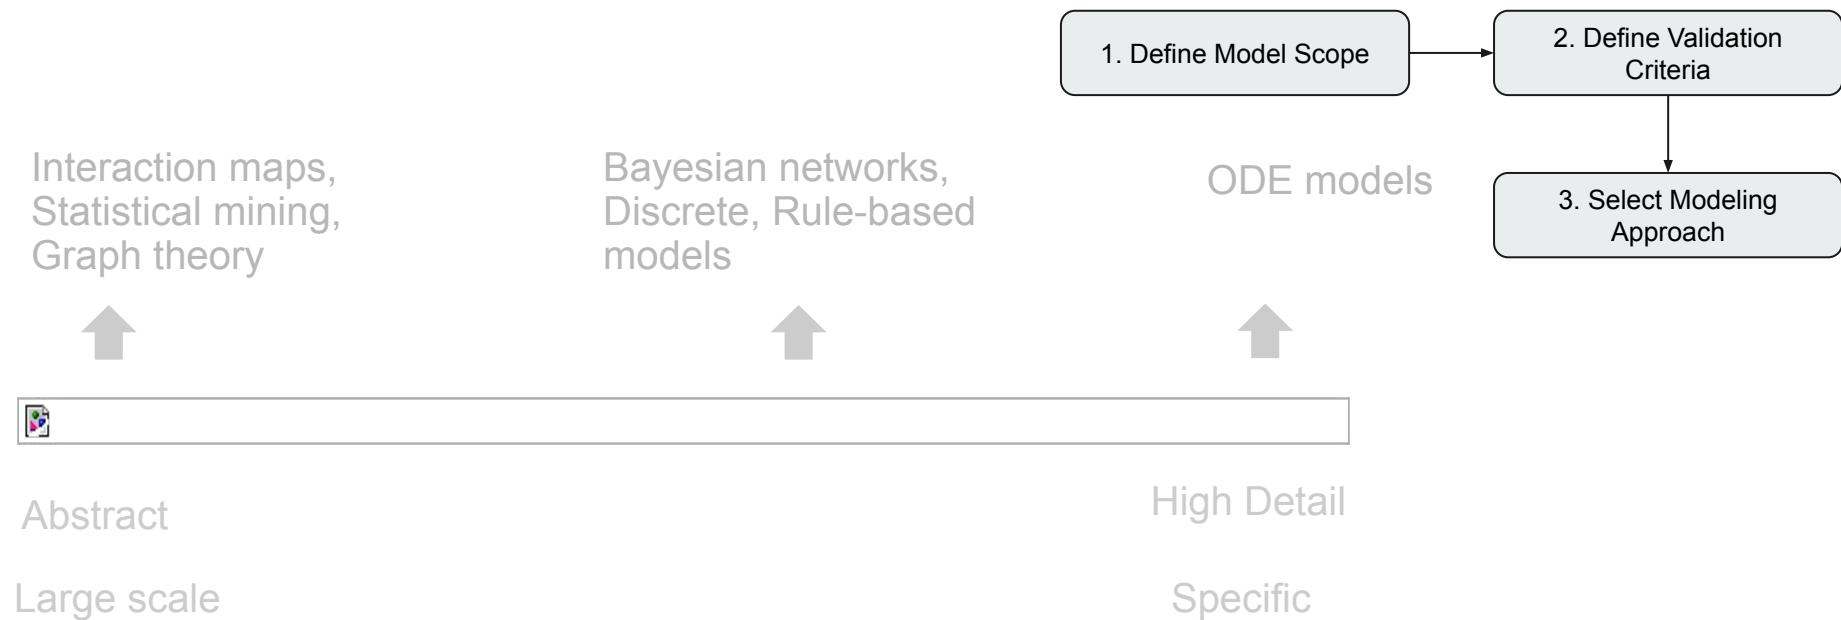 1. Define Model Scope
2. Define Validation
Criteria
3. Select Modeling
Approach
Interaction maps,
Statistical mining,
Graph theory
Bayesian networks,
Discrete, Rule-based
models
ODE models
Abstract
High Detail
Large scale
Specific